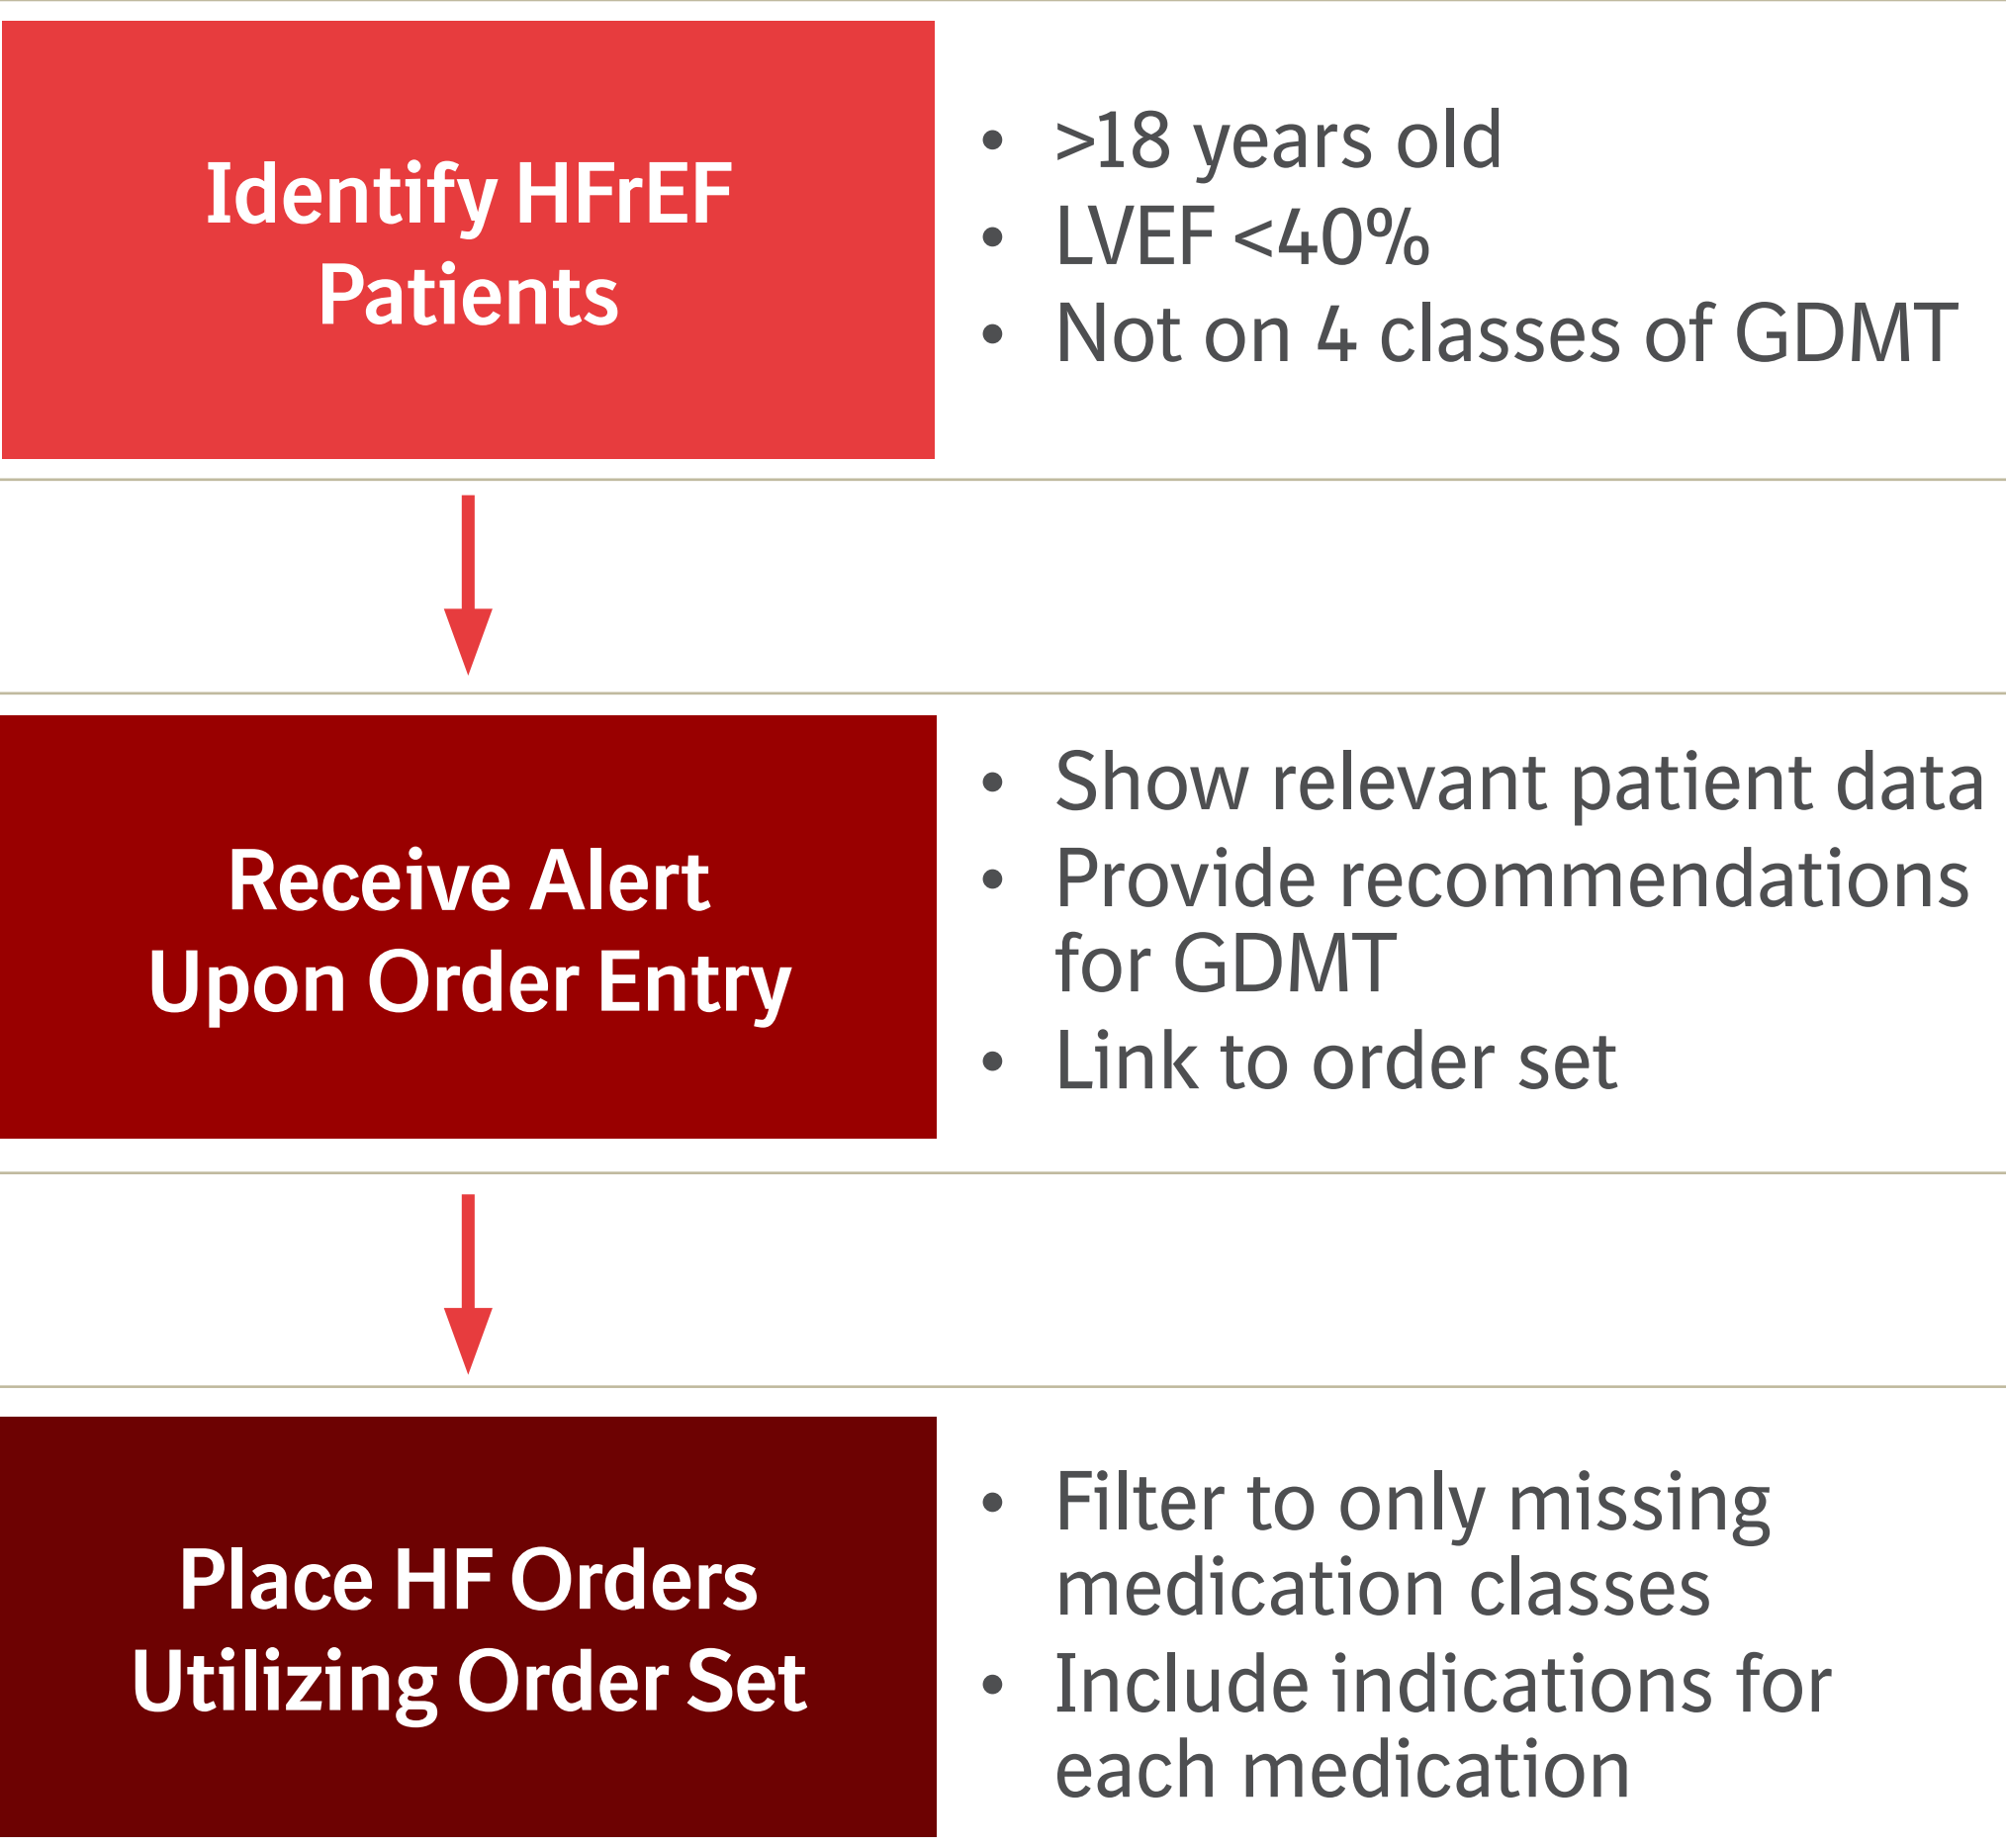 Identify HFrEF
Patients
• >18 years old
• LVEF <40%
• Not on 4 classes of GDMT
Receive Alert
Upon Order Entry
• Show relevant patient data
• Provide recommendations
for GDMT
• Link to order set
Place HF Orders
Utilizing Order Set
• Filter to only missing
medication classes
• Include indications for
each medication